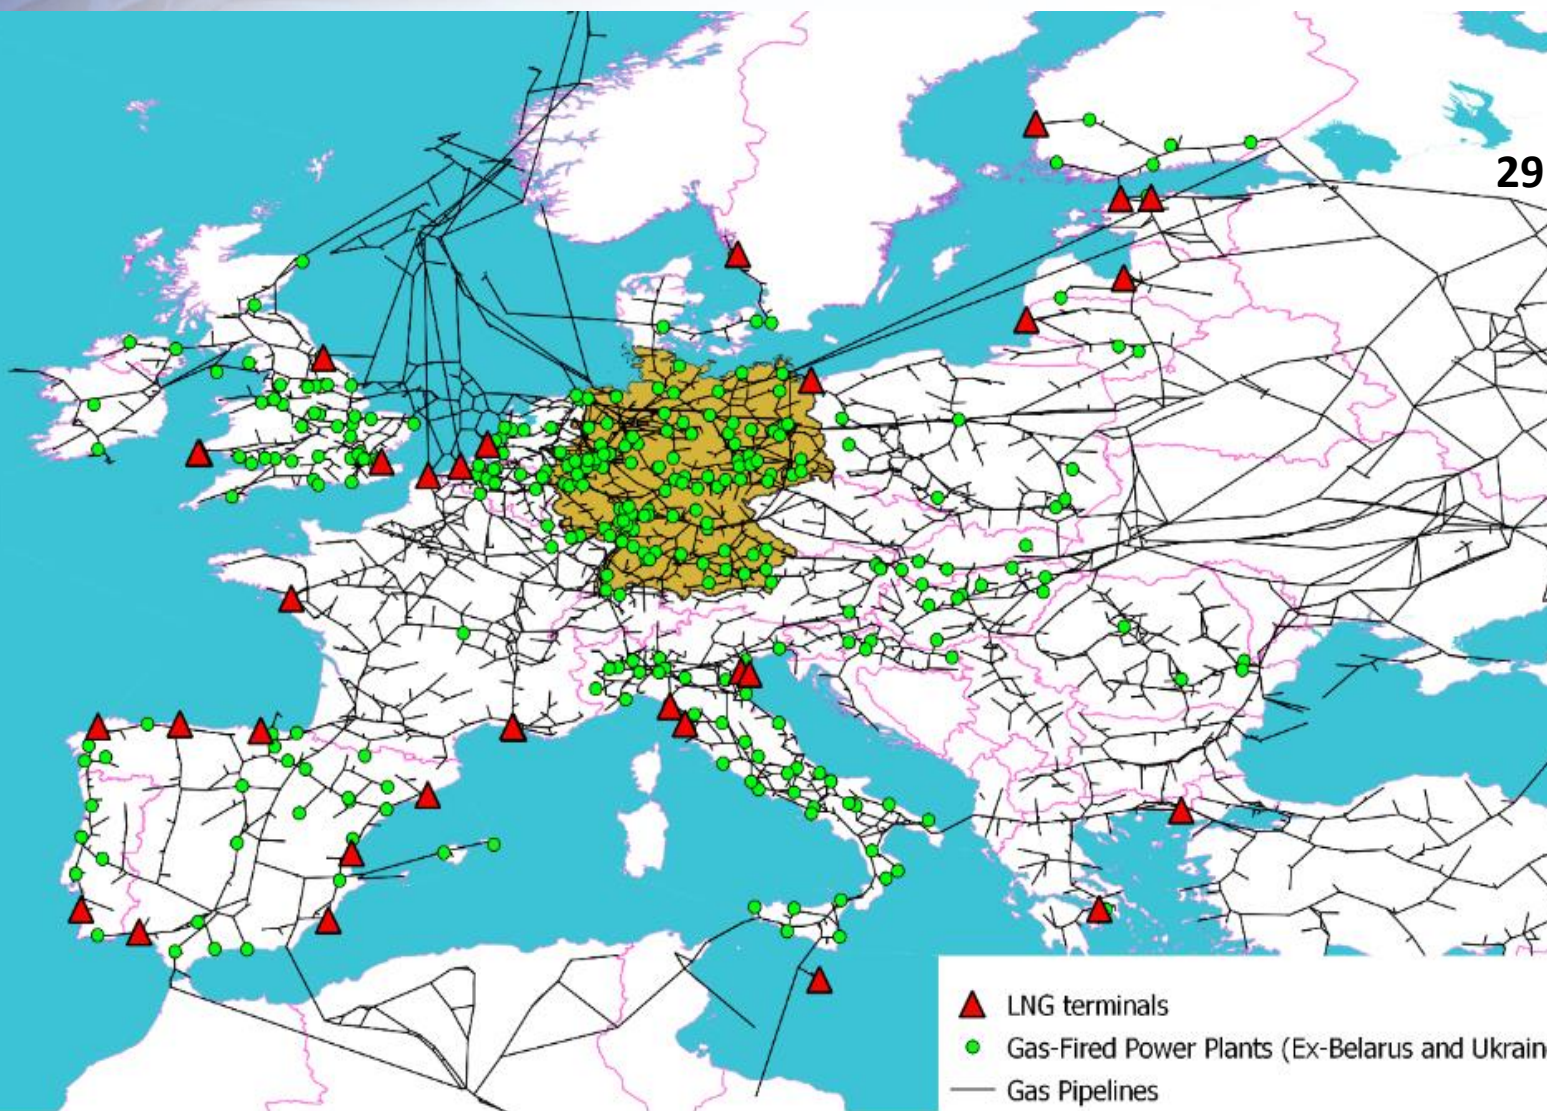 29
LNG terminals
Gas-Fired Power Plants (Ex-Belarus and Ukrain
Gas Pipelines